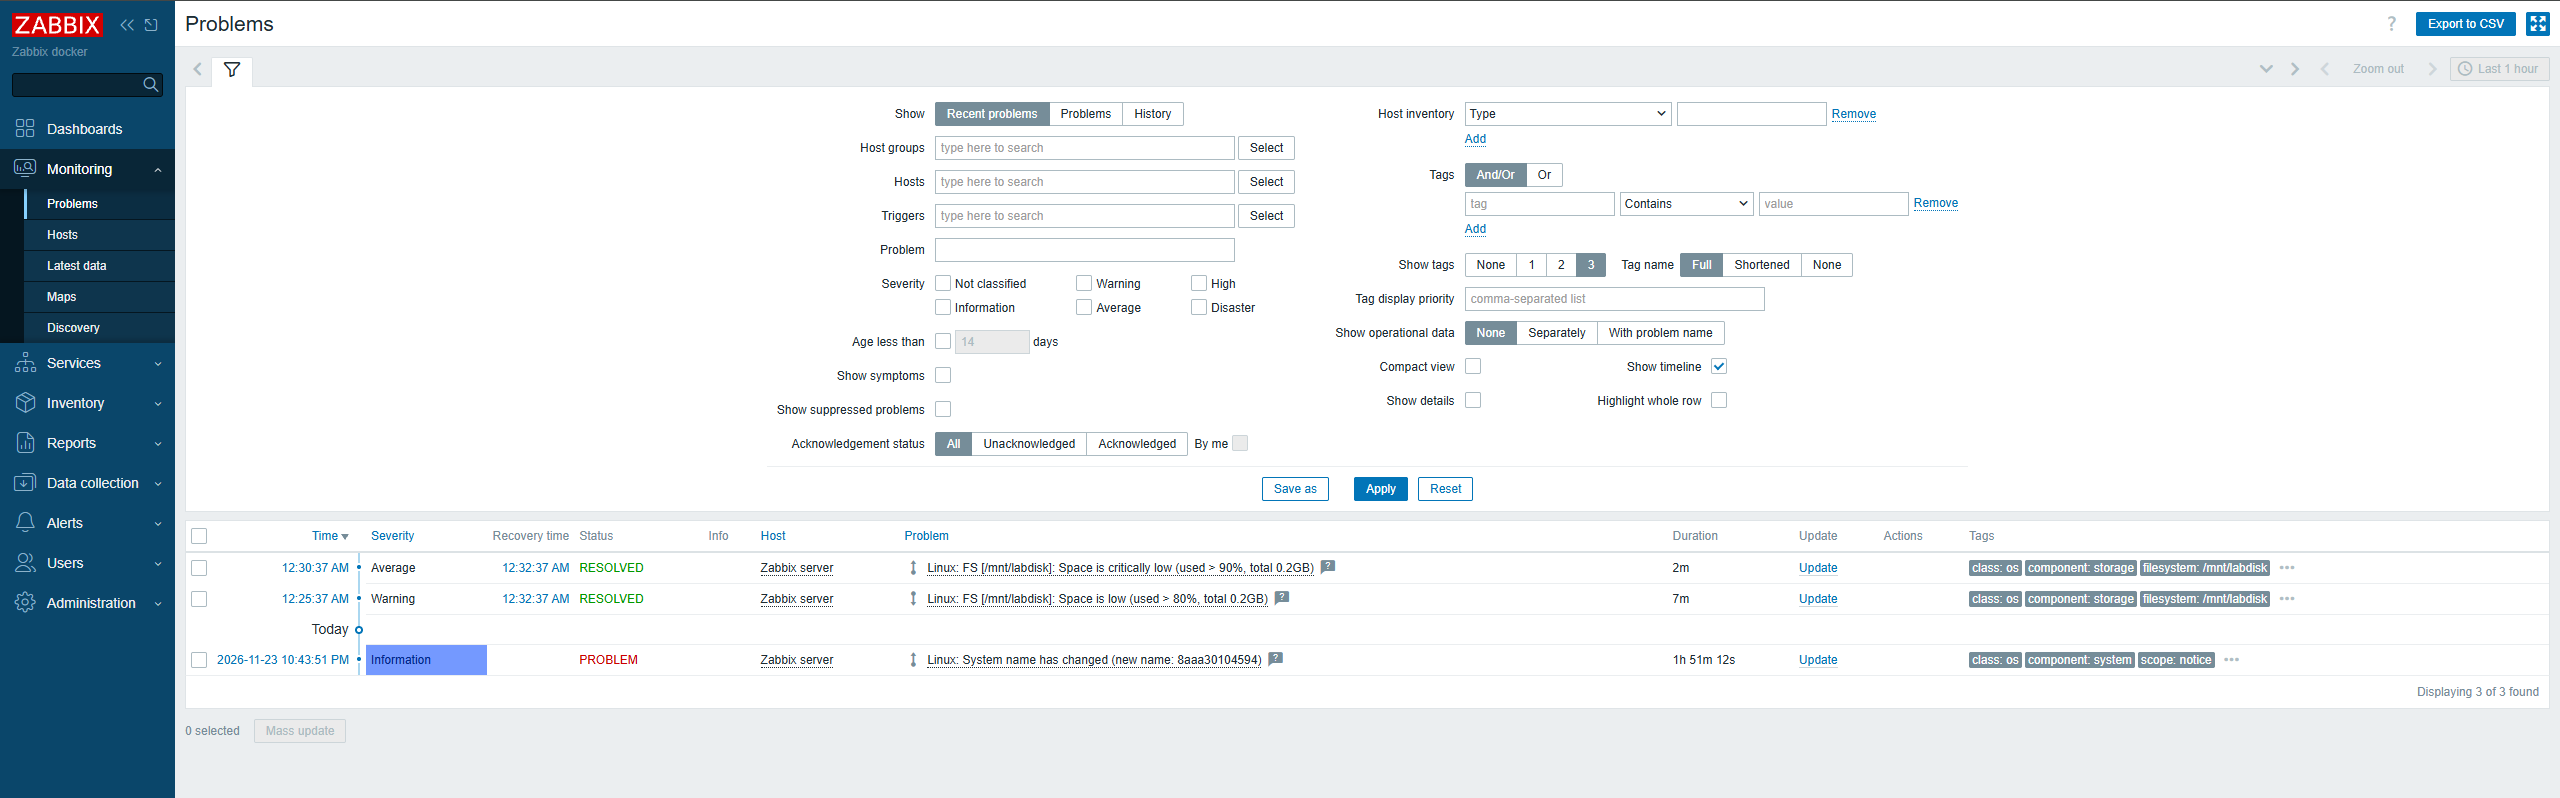 ZABBIX
Zabbix docker
Dashboards
Monitoring
Problems
Hosts
Latest data
Maps
Discovery
Services
Inventory
Reports
Data collection
Alerts
Users
Administration
Problems
? Export to CSV
Zoom out Last 1 hour
Show Recent problems Problems History
Host groups type here to search Select
Hosts type here to search Select
Triggers type here to search Select
Problem
Severity Not classified Warning High
Information Average Disaster
Age less than 14 days
Show symptoms
Show suppressed problems
Acknowledgement status All Unacknowledged Acknowledged By me
Host inventory Type Remove
Add
Tags And/Or Or
tag Contains value Remove
Add
Show tags None 1 2 3 Tag name Full Shortened None
Tag display priority comma-separated list
Show operational data None Separately With problem name
Compact view Show timeline
Show details Highlight whole row
Save as Apply Reset
Time Severity Recovery time Status Info Host Problem Duration Update Actions Tags
12:30:37 AM Average 12:32:37 AM RESOLVED Zabbix server Linux: FS [/mnt/labdisk]: Space is critically low (used > 90%, total 0.2GB) ? 2m Update class: os component: storage filesystem: /mnt/labdisk •••
12:25:37 AM Warning 12:32:37 AM RESOLVED Zabbix server Linux: FS [/mnt/labdisk]: Space is low (used > 80%, total 0.2GB) ? 7m Update class: os component: storage filesystem: /mnt/labdisk •••
Today
2026-11-23 10:43:51 PM Information PROBLEM Zabbix server Linux: System name has changed (new name: 8aaa30104594) ? 1h 51m 12s Update class: os component: system scope: notice •••
Displaying 3 of 3 found
0 selected Mass update